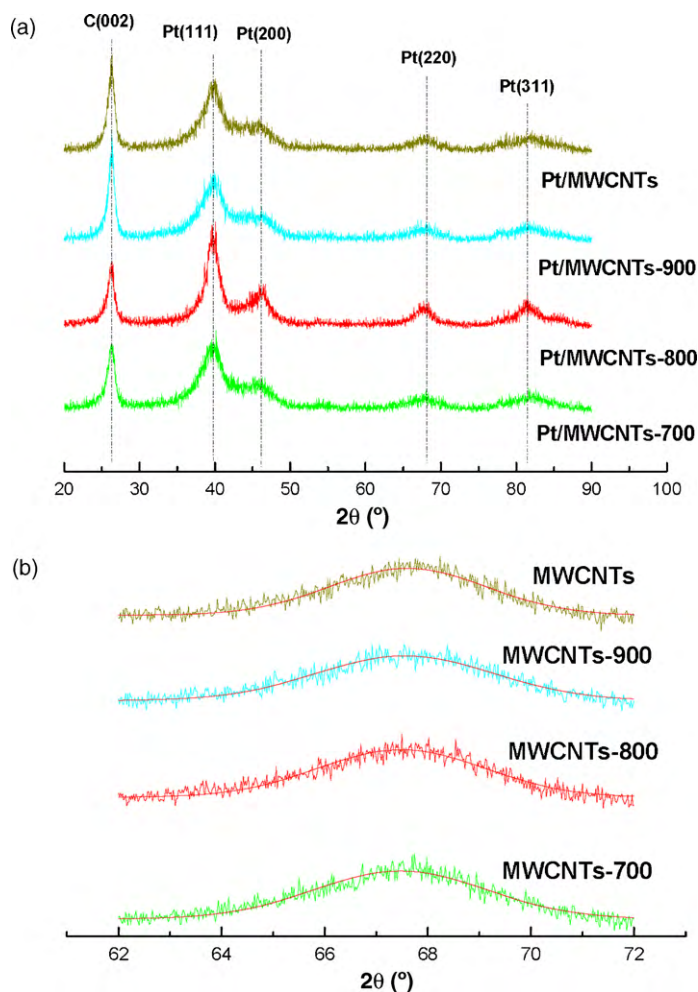 (a)
C(002)
Pt(111)
Pt(200)
Pt(220)
Pt(311)
Pt/MWCNTs
Pt/MWCNTs-900
Pt/MWCNTs-800
Pt/MWCNTs-700
20 30 40 50 60 70 80 90 100
2θ (º)
(b)
MWCNTs
MWCNTs-900
MWCNTs-800
MWCNTs-700
62 64 66 68 70 72
2θ (º)